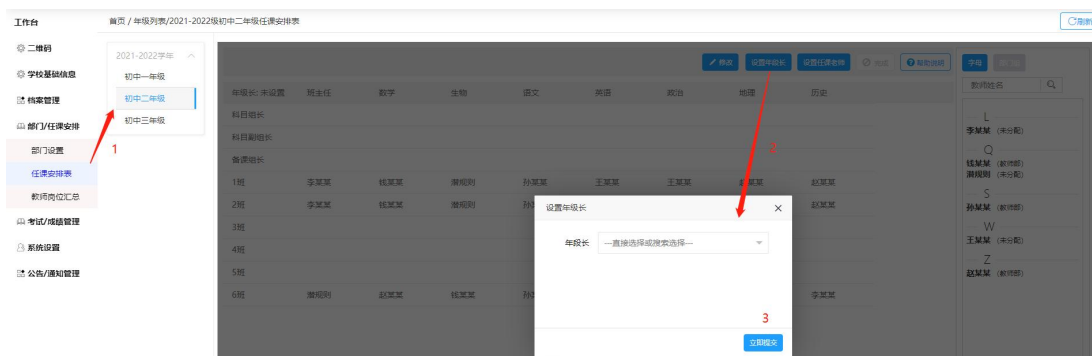 工作台
首页 / 年级列表/2021-2022级初中二年级任课安排表
刷新
二维码
学校基础信息
档案管理
部门/任课安排
部门设置
任课安排表
教师岗位汇总
考试/成绩管理
系统设置
公告/通知管理
2021-2022学年
初中一年级
初中二年级
初中三年级
1
修改 设置年级长 设置任课老师 帮助说明
年级长: 未设置 班主任 数学 生物 语文 英语 政治 地理 历史
科目组长
科目副组长
备课组长
1班 李某某 钱某某 潜规则 孙某某 王某某 王某某 赵某某 赵某某
2班 李某某 钱某某 潜规则 赵某某
3班
4班
5班
6班 潜规则 赵某某 钱某某 李某某
2
设置年级长
年段长 ---直接选择或搜索选择---
3
立即提交
字母
教师姓名
L
李某某 (未分配)
Q
钱某某 (教师部)
潜规则 (未分配)
S
孙某某 (教师部)
W
王某某 (未分配)
Z
赵某某 (教师部)